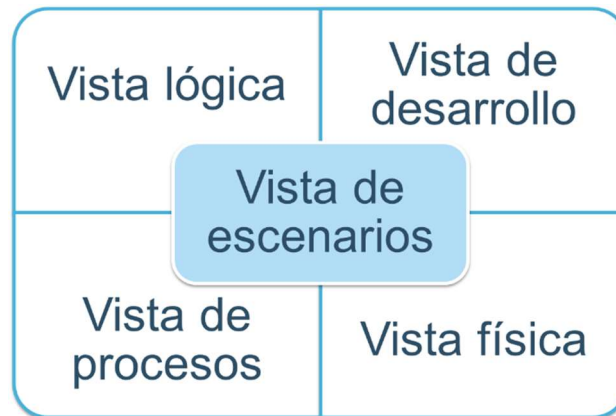 Vista lógica
Vista de
desarrollo
Vista de
escenarios
Vista de
procesos
Vista física